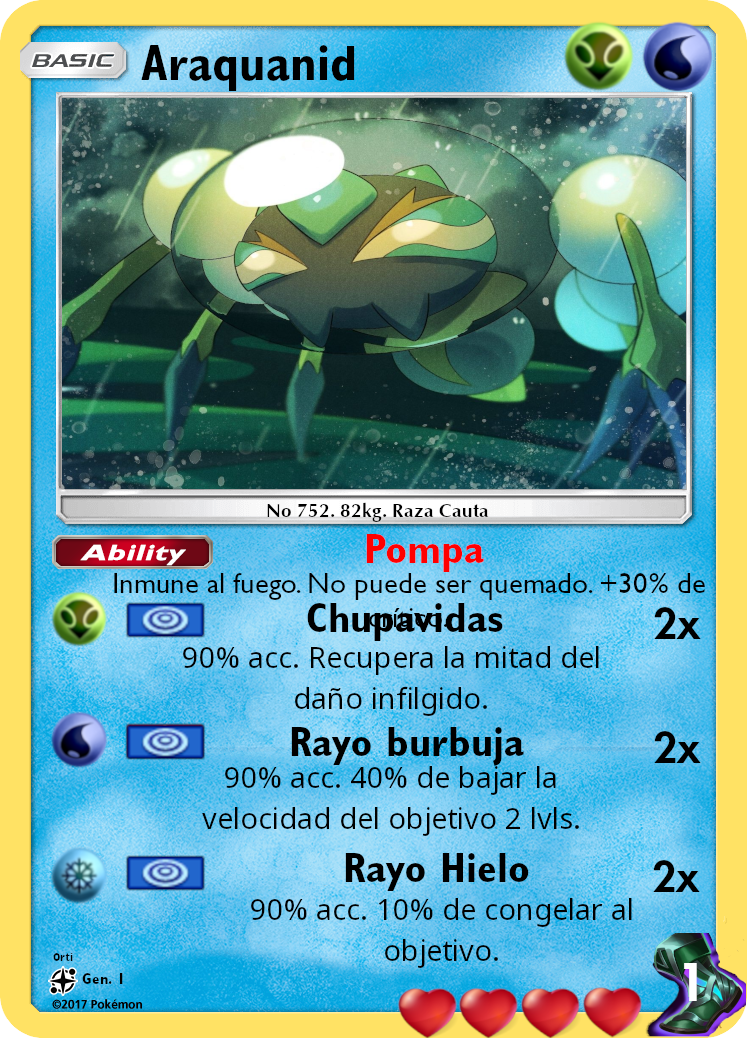 BASIC
Araquanid
No 752. 82kg. Raza Cauta
Ability
Pompa
Inmune al fuego. No puede ser quemado. +30% de
crítico.
Chupavidas
2x
90% acc. Recupera la mitad del
daño infilgido.
Rayo burbuja
2x
90% acc. 40% de bajar la
velocidad del objetivo 2 lvls.
Rayo Hielo
2x
90% acc. 10% de congelar al
objetivo.
Orti
Gen. 1
©2017 Pokémon
1